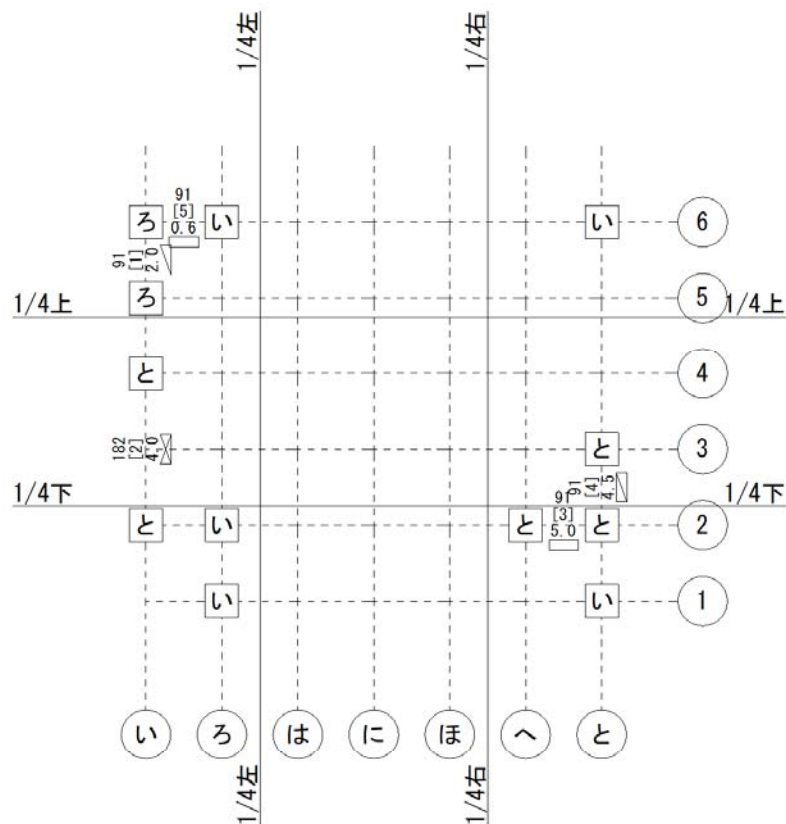 1/4左
1/4右
91
[5]
0.6
ろ
い
い
6
91
[1]
2.0
ろ
5
1/4上
1/4上
と
4
182
[2]
4.0
と
3
91
[4]
4.5
1/4下
1/4下
91
[3]
5.0
と
い
と
と
2
い
い
1
い
ろ
は
に
ほ
へ
と
1/4左
1/4右